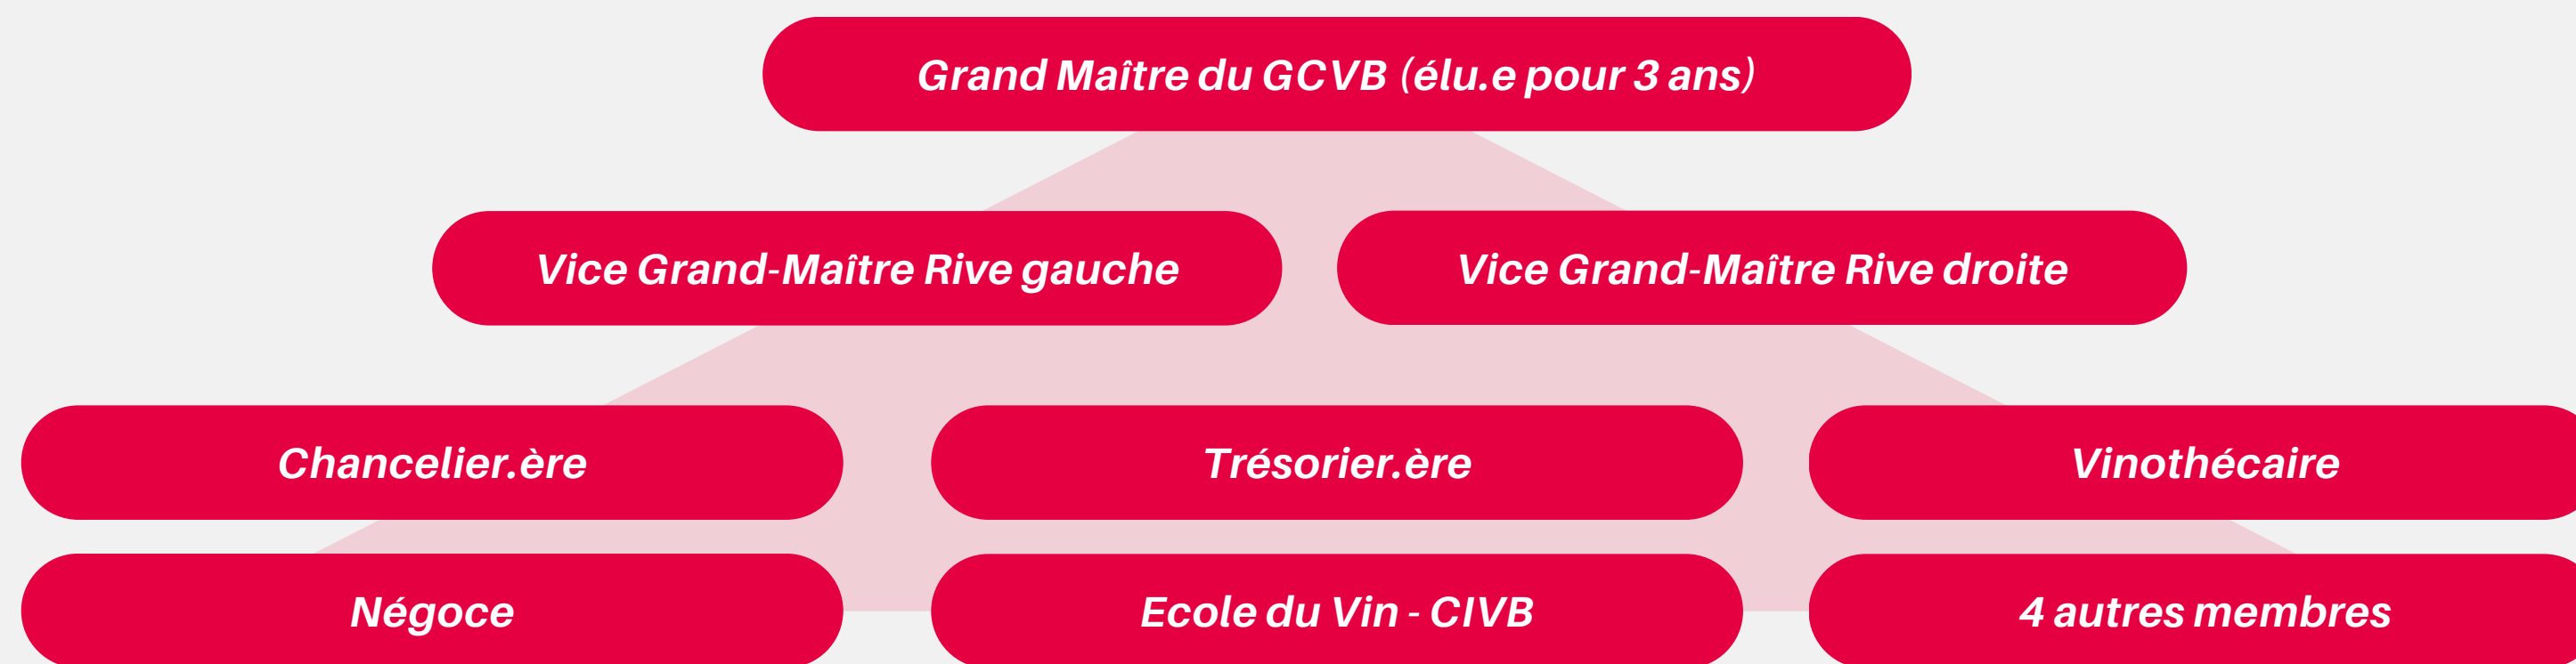 Grand Maître du GCVB (élu.e pour 3 ans)
Vice Grand-Maître Rive gauche
Vice Grand-Maître Rive droite
Chancelier.ère
Trésorier.ère
Vinothécaire
Négoce
Ecole du Vin - CIVB
4 autres membres